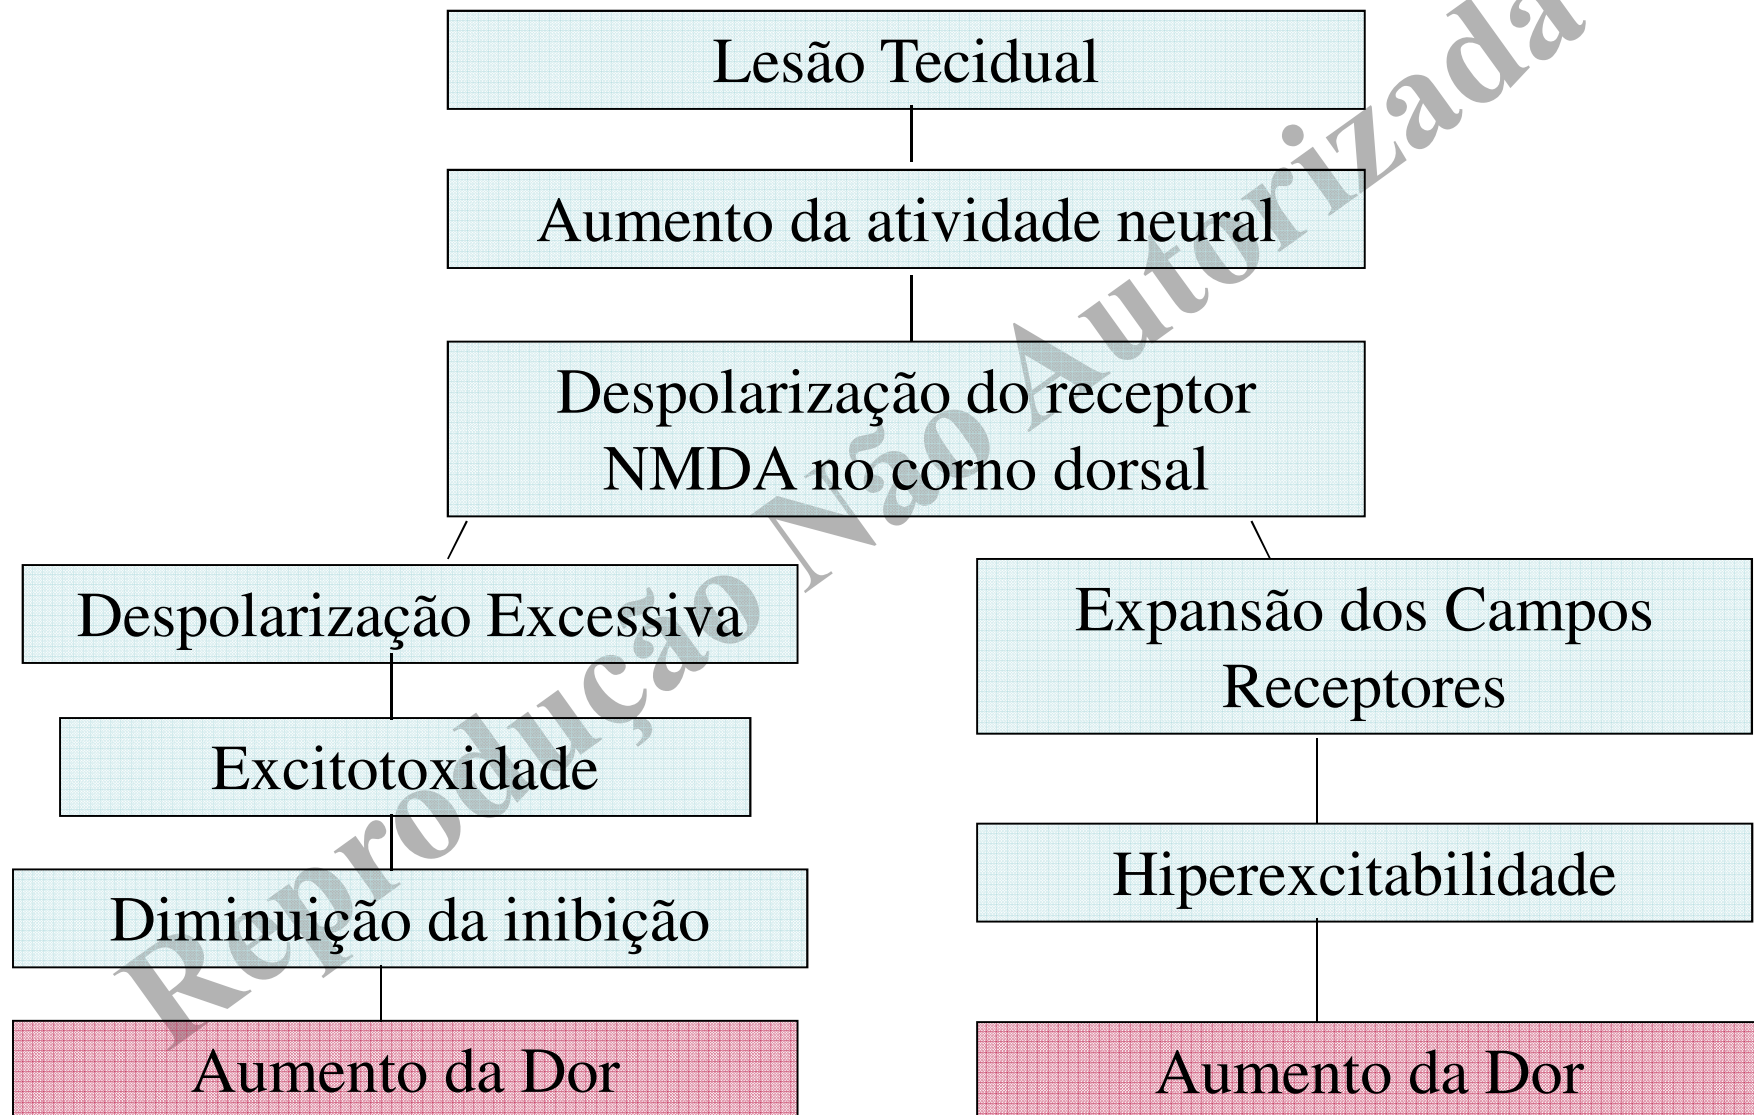 Lesão Tecidual
Aumento da atividade neural
Despolarização do receptor
NMDA no corno dorsal
Despolarização Excessiva
Excitotoxidade
Diminuição da inibição
Aumento da Dor
Expansão dos Campos
Receptores
Hiperexcitabilidade
Aumento da Dor
Reprodução Não Autorizada